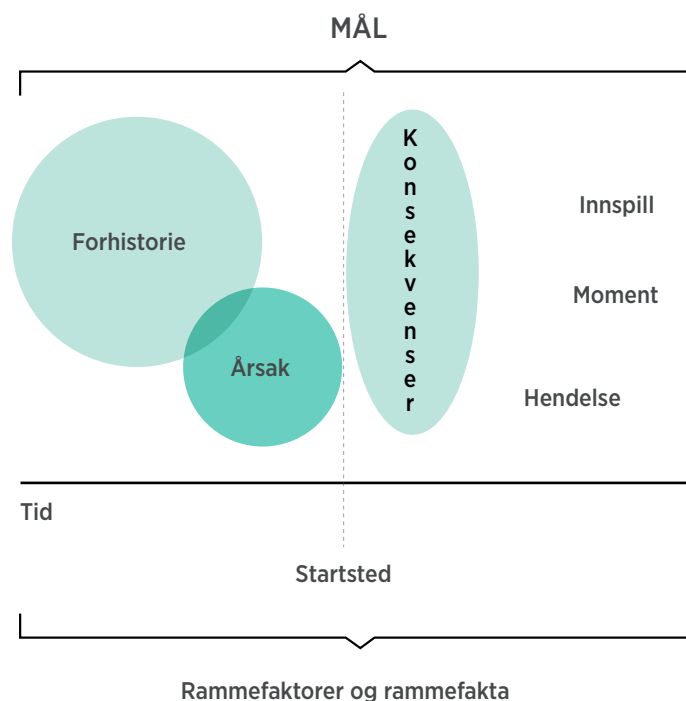 MÅL
Forhistorie
Årsak
Konsekvenser
Innspill
Moment
Hendelse
Tid
Startsted
Rammefaktorer og rammefakta